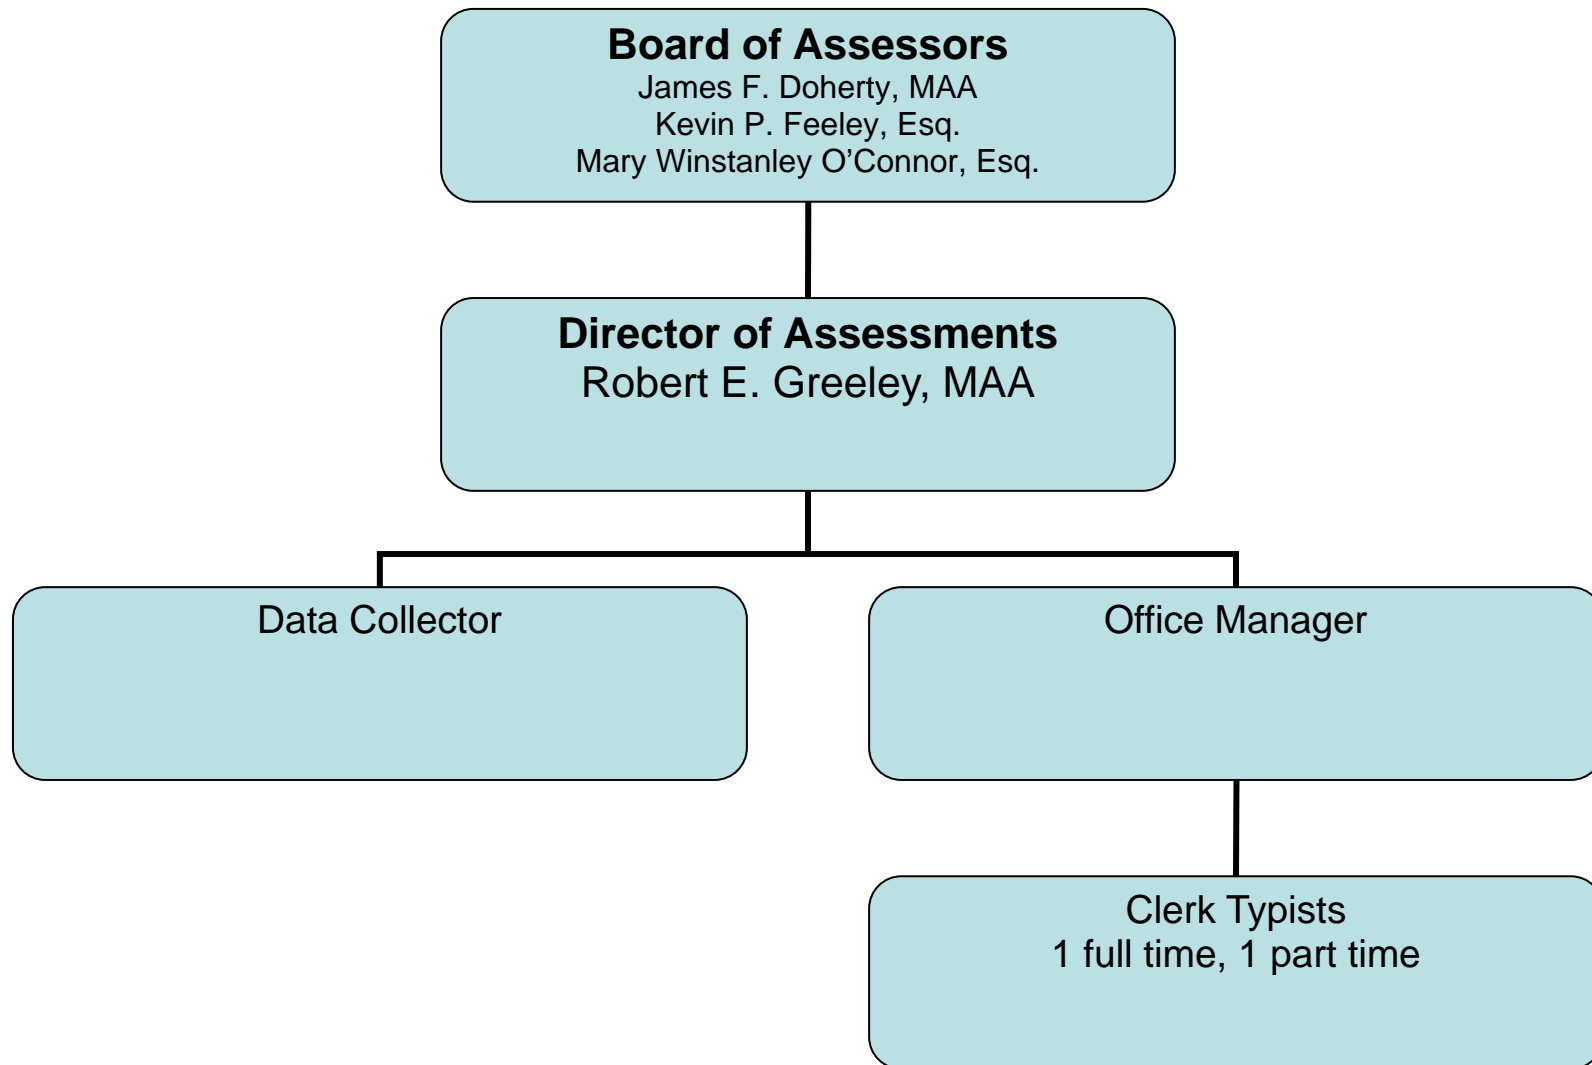 Board of Assessors
James F. Doherty, MAA
Kevin P. Feeley, Esq.
Mary Winstanley O’Connor, Esq.
Director of Assessments
Robert E. Greeley, MAA
Data Collector
Office Manager
Clerk Typists
1 full time, 1 part time